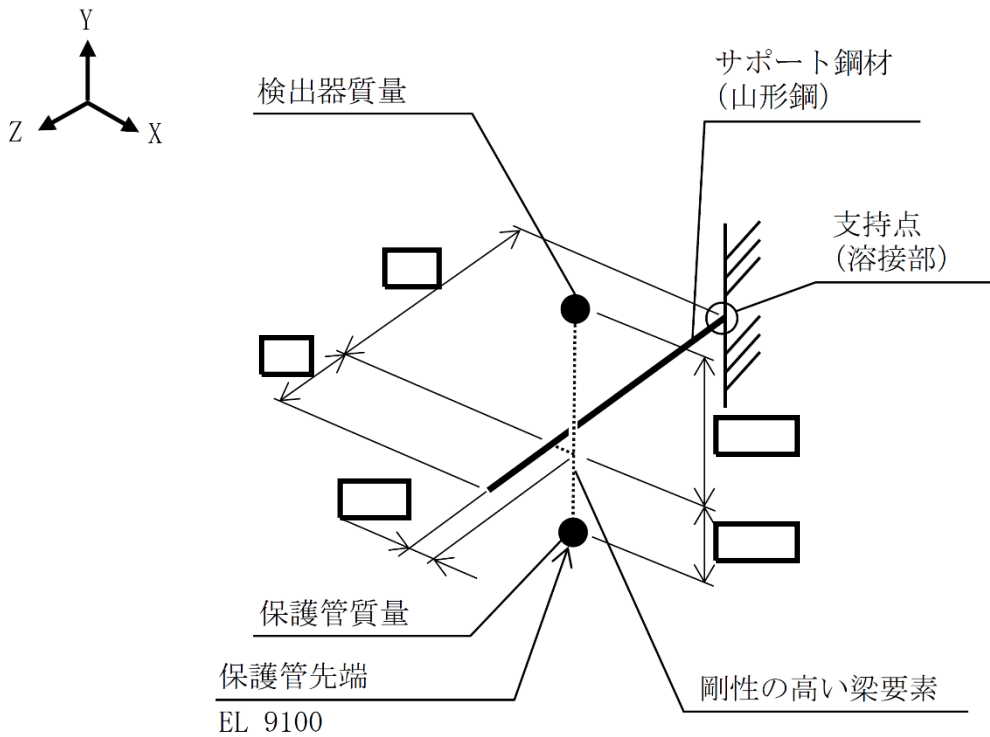 Y
Z
X
検出器質量
サポート鋼材
(山形鋼)
支持点
(溶接部)
保護管質量
保護管先端
EL 9100
剛性の高い梁要素